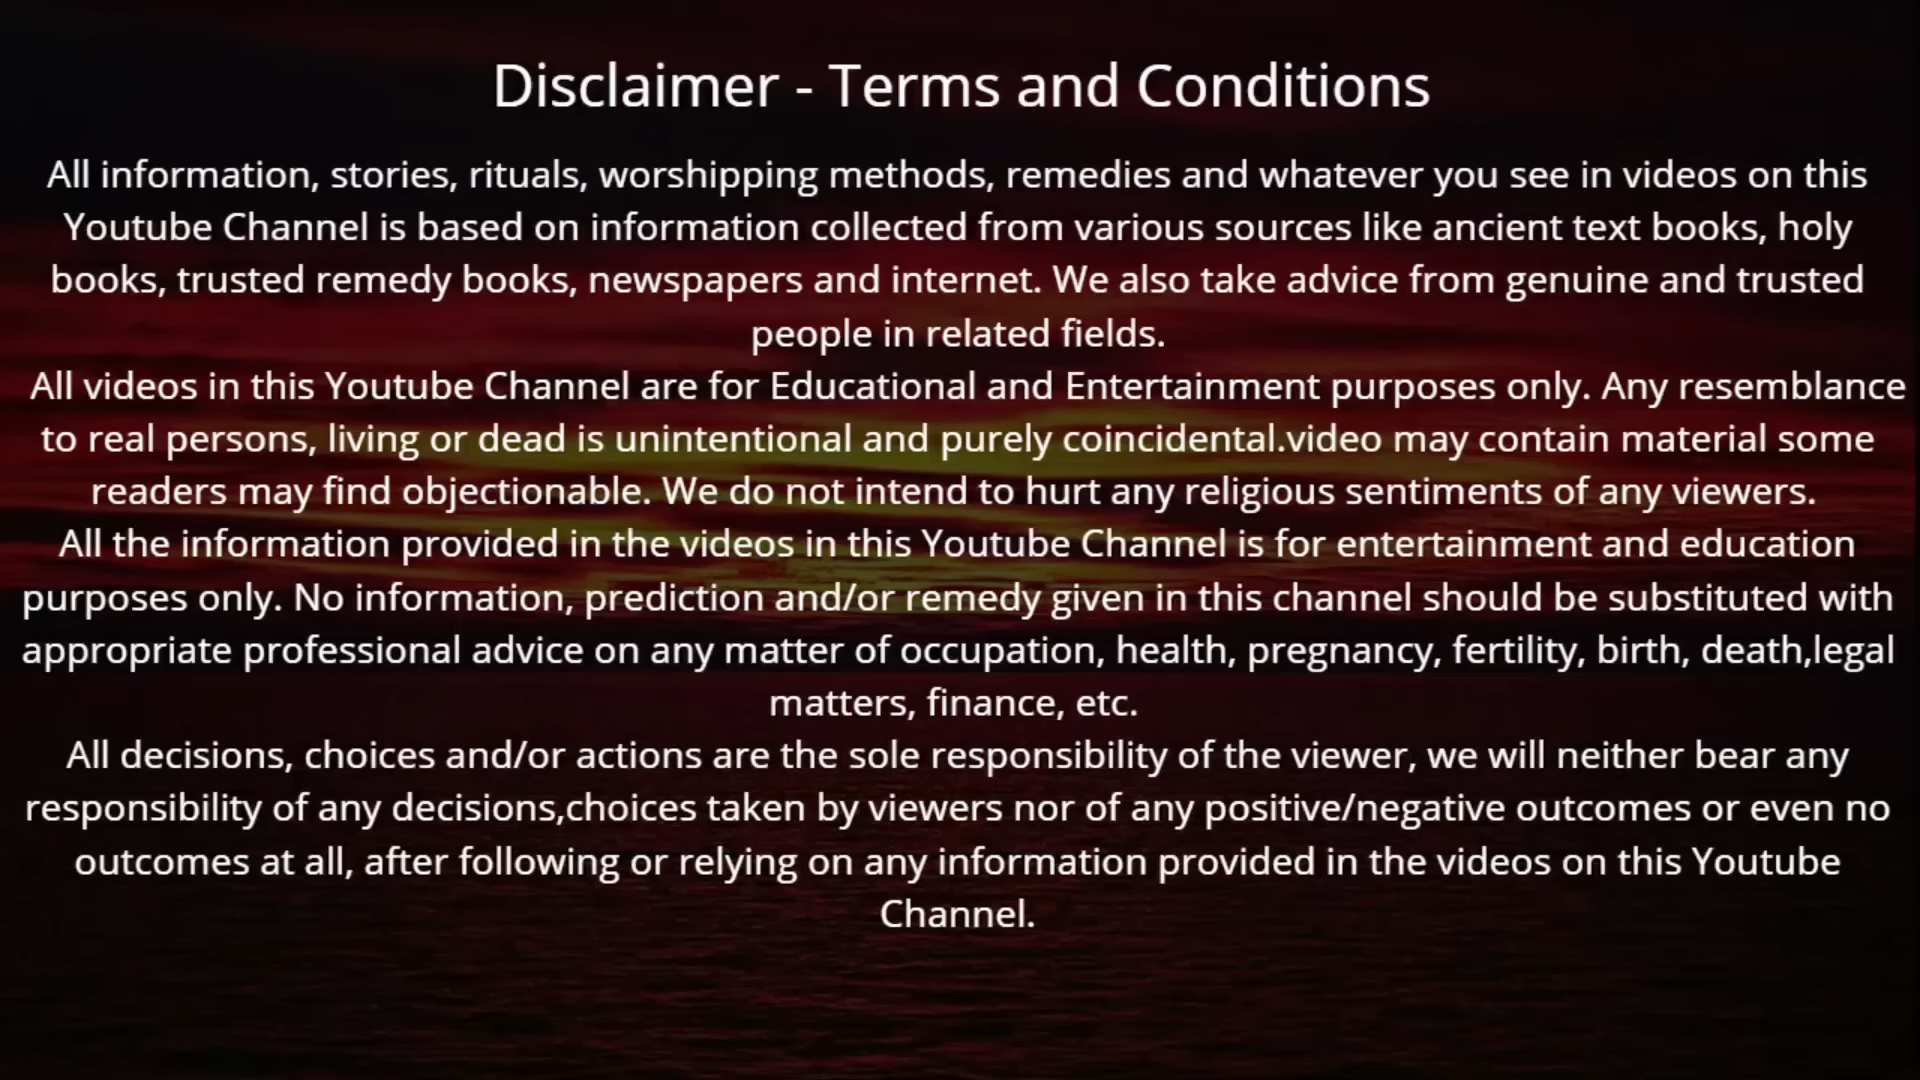 Disclaimer - Terms and Conditions
All information, stories, rituals, worshipping methods, remedies and whatever you see in videos on this
Youtube Channel is based on information collected from various sources like ancient text books, holy
books, trusted remedy books, newspapers and internet. We also take advice from genuine and trusted
people in related fields.
All videos in this Youtube Channel are for Educational and Entertainment purposes only. Any resemblance
to real persons, living or dead is unintentional and purely coincidental.video may contain material some
readers may find objectionable. We do not intend to hurt any religious sentiments of any viewers.
All the information provided in the videos in this Youtube Channel is for entertainment and education
purposes only. No information, prediction and/or remedy given in this channel should be substituted with
appropriate professional advice on any matter of occupation, health, pregnancy, fertility, birth, death,legal
matters, finance, etc.
All decisions, choices and/or actions are the sole responsibility of the viewer, we will neither bear any
responsibility of any decisions,choices taken by viewers nor of any positive/negative outcomes or even no
outcomes at all, after following or relying on any information provided in the videos on this Youtube
Channel.